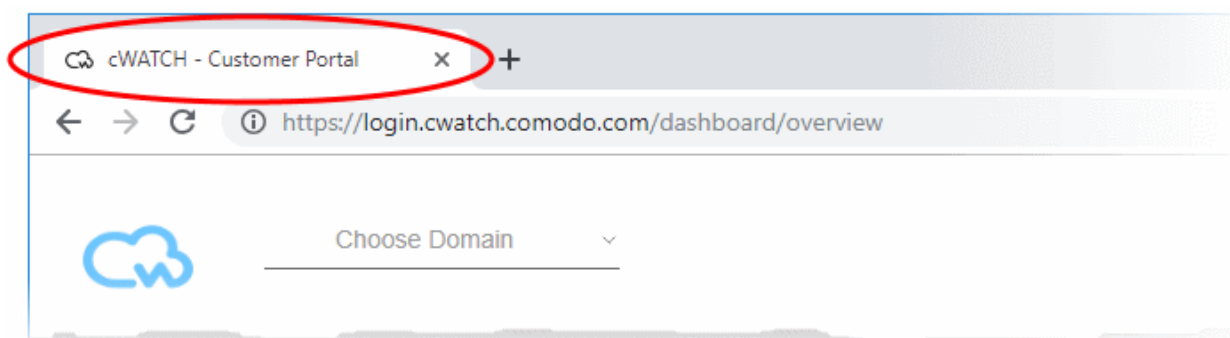 cWATCH - Customer Portal
https://login.cwatch.comodo.com/dashboard/overview
Choose Domain